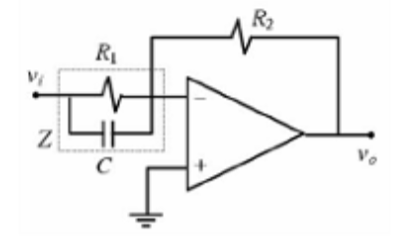 R₂
R₁
vᵢ
−
Z
+
C
vₒ